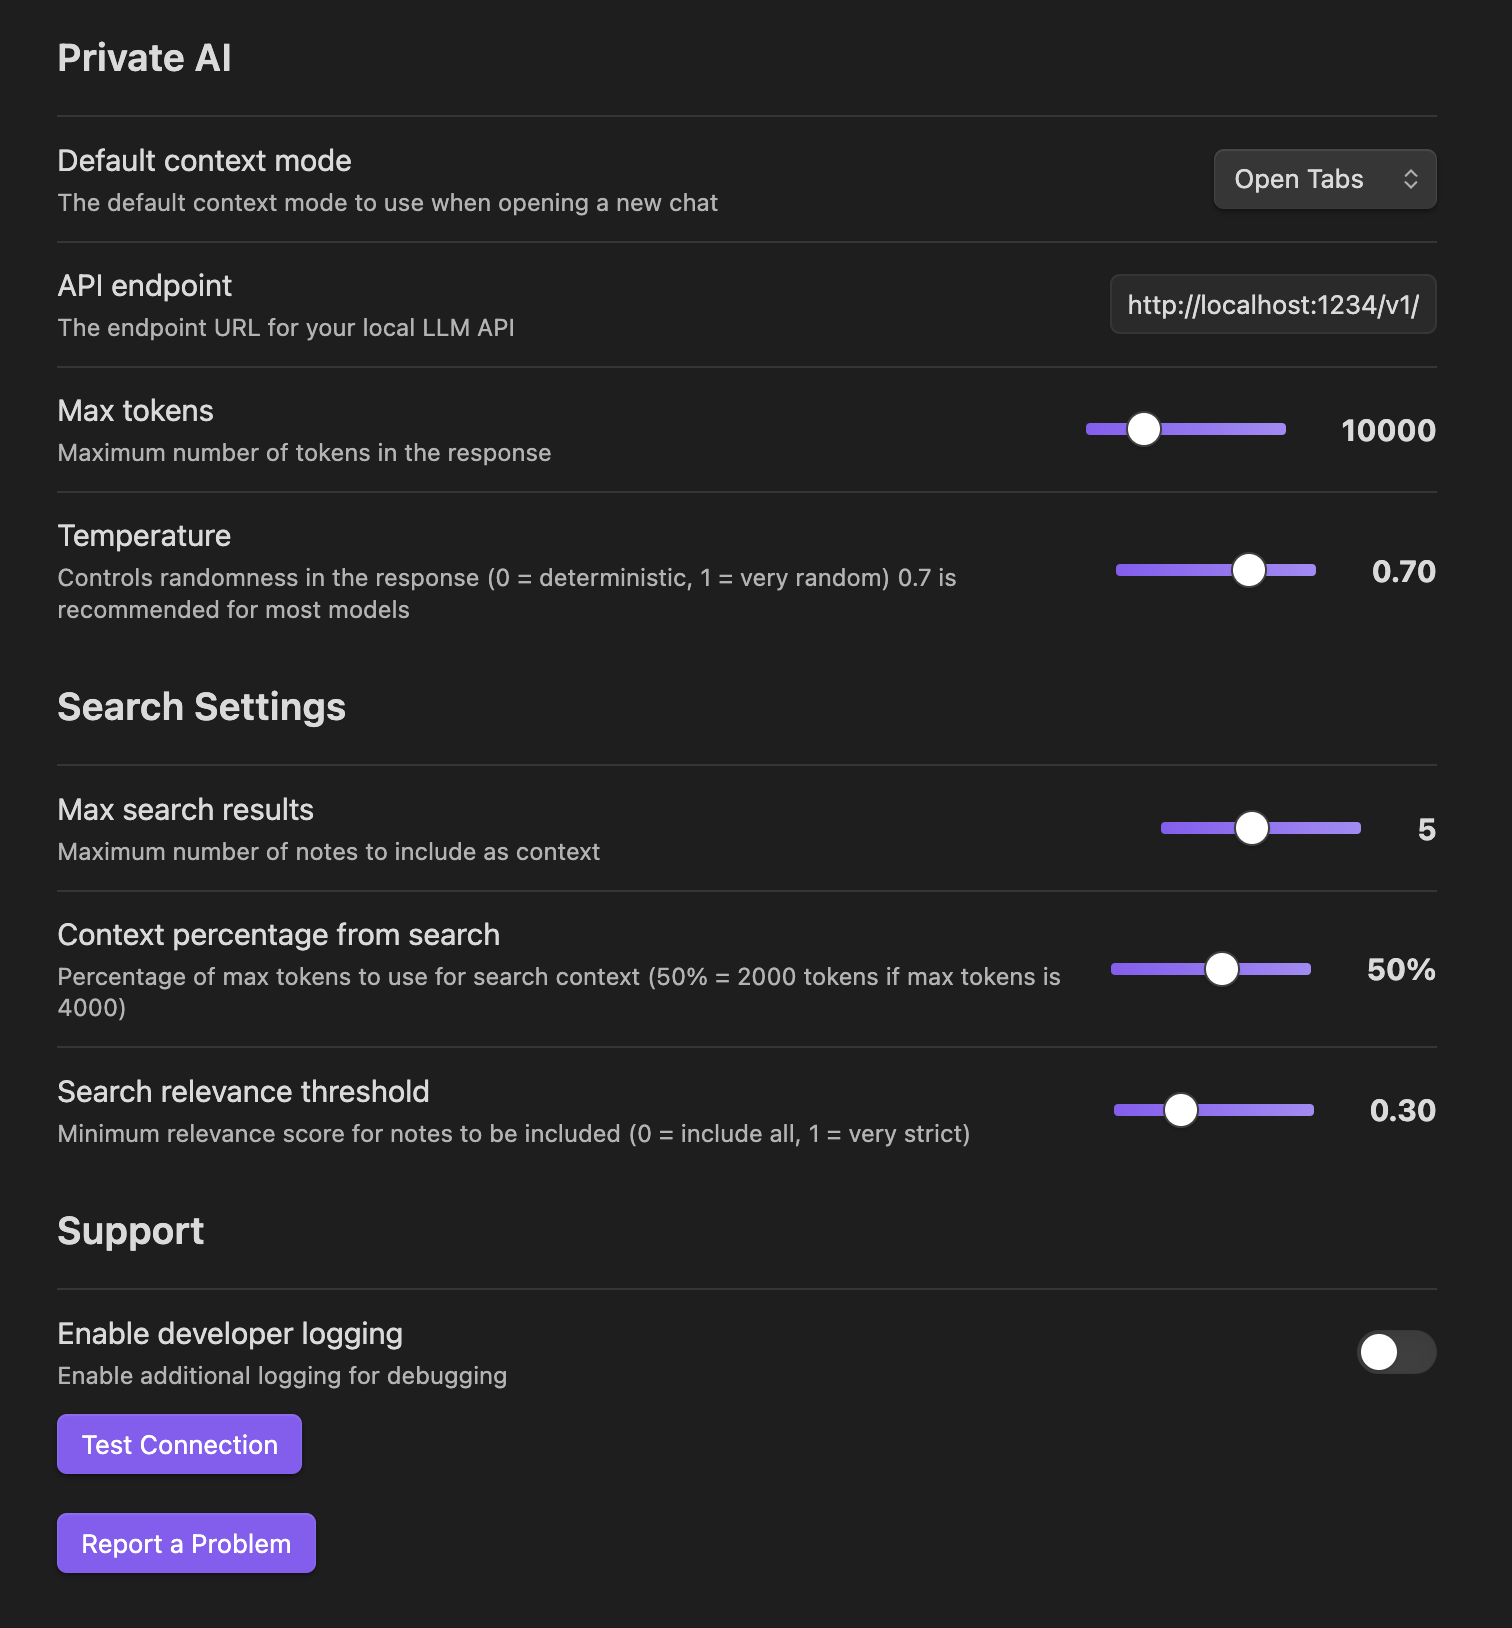 Private AI
Default context mode
The default context mode to use when opening a new chat
Open Tabs
API endpoint
The endpoint URL for your local LLM API
http://localhost:1234/v1/
Max tokens
Maximum number of tokens in the response
10000
Temperature
Controls randomness in the response (0 = deterministic, 1 = very random) 0.7 is
recommended for most models
0.70
Search Settings
Max search results
Maximum number of notes to include as context
5
Context percentage from search
Percentage of max tokens to use for search context (50% = 2000 tokens if max tokens is
4000)
50%
Search relevance threshold
Minimum relevance score for notes to be included (0 = include all, 1 = very strict)
0.30
Support
Enable developer logging
Enable additional logging for debugging
Test Connection
Report a Problem